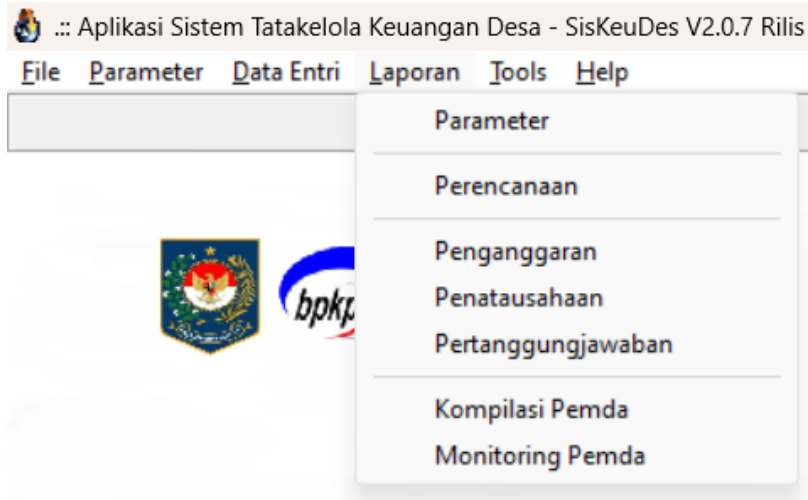 .:: Aplikasi Sistem Tatakelola Keuangan Desa - SisKeuDes V2.0.7 Rilis
File Parameter Data Entri Laporan Tools Help
Parameter
Perencanaan
Penganggaran
bpkp
Penatausahaan
Pertanggungjawaban
Kompilasi Pemda
Monitoring Pemda